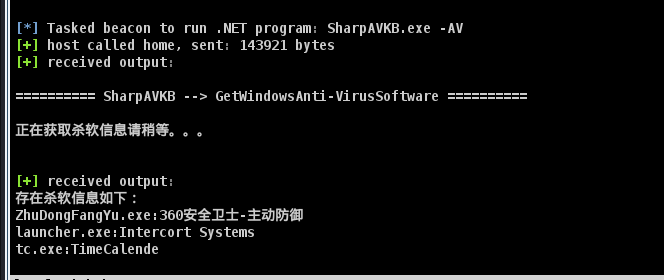 [*] Tasked beacon to run .NET program: SharpAVKB.exe -AV
[+] host called home, sent: 143921 bytes
[+] received output:
========== SharpAVKB --> GetWindowsAnti-VirusSoftware ==========
正在获取杀软信息请稍等。。。
[+] received output:
存在杀软信息如下：
ZhuDongFangYu.exe:360安全卫士-主动防御
launcher.exe:Intercort Systems
tc.exe:TimeCalende